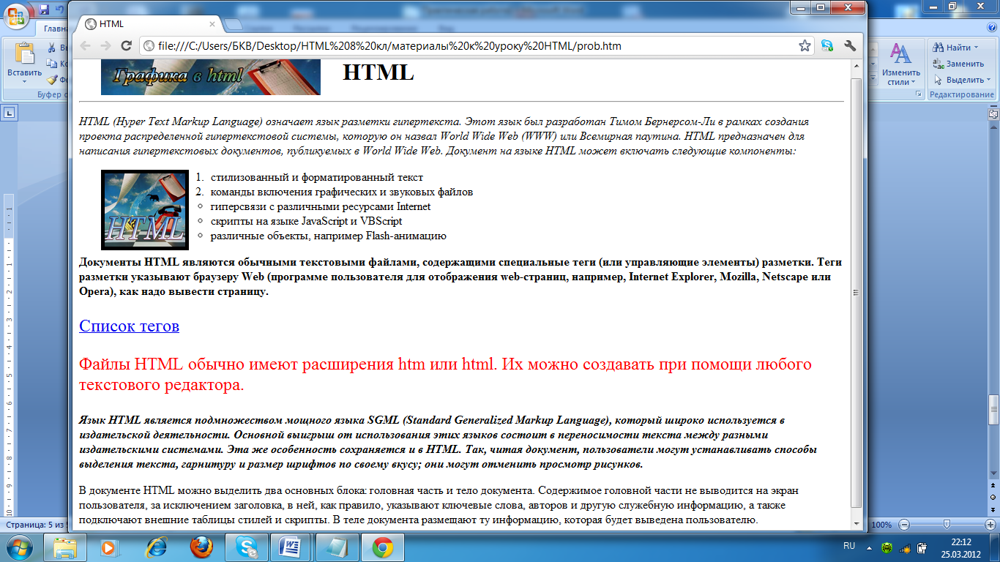 HTML
file:///C:/Users/БКВ/Desktop/HTML%208%20кл/материалы%20к%20уроку%20HTML/prob.htm
Главна
Вставить
Буфер о
Изменить
стили
Найти
Заменить
Выделить
Редактирование
Графика в html
HTML
HTML (Hyper Text Markup Language) означает язык разметки гипертекста. Этот язык был разработан Тимом Бернерсом-Ли в рамках создания
проекта распределенной гипертекстовой системы, которую он назвал World Wide Web (WWW) или Всемирная паутина. HTML предназначен для
написания гипертекстовых документов, публикуемых в World Wide Web. Документ на языке HTML может включать следующие компоненты:
HTML
1. стилизованный и форматированный текст
2. команды включения графических и звуковых файлов
гиперсвязи с различными ресурсами Internet
скрипты на языке JavaScript и VBScript
различные объекты, например Flash-анимацию
Документы HTML являются обычными текстовыми файлами, содержащими специальные теги (или управляющие элементы) разметки. Теги
разметки указывают браузеру Web (программе пользователя для отображения web-страниц, например, Internet Explorer, Mozilla, Netscape или
Opera), как надо вывести страницу.
Список тегов
Файлы HTML обычно имеют расширения htm или html. Их можно создавать при помощи любого
текстового редактора.
Язык HTML является подмножеством мощного языка SGML (Standard Generalized Markup Language), который широко используется в
издательской деятельности. Основной выигрыш от использования этих языков состоит в переносимости текста между разными
издательскими системами. Эта же особенность сохраняется и в HTML. Так, читая документ, пользователи могут устанавливать способы
выделения текста, гарнитуру и размер шрифтов по своему вкусу; они могут отменить просмотр рисунков.
В документе HTML можно выделить два основных блока: головная часть и тело документа. Содержимое головной части не выводится на экран
пользователя, за исключением заголовка, в ней, как правило, указывают ключевые слова, авторов и другую служебную информацию, а также
подключают внешние таблицы стилей и скрипты. В теле документа размещают ту информацию, которая будет выведена пользователю.
Страница: 5 из
100%
RU
22:12
25.03.2012